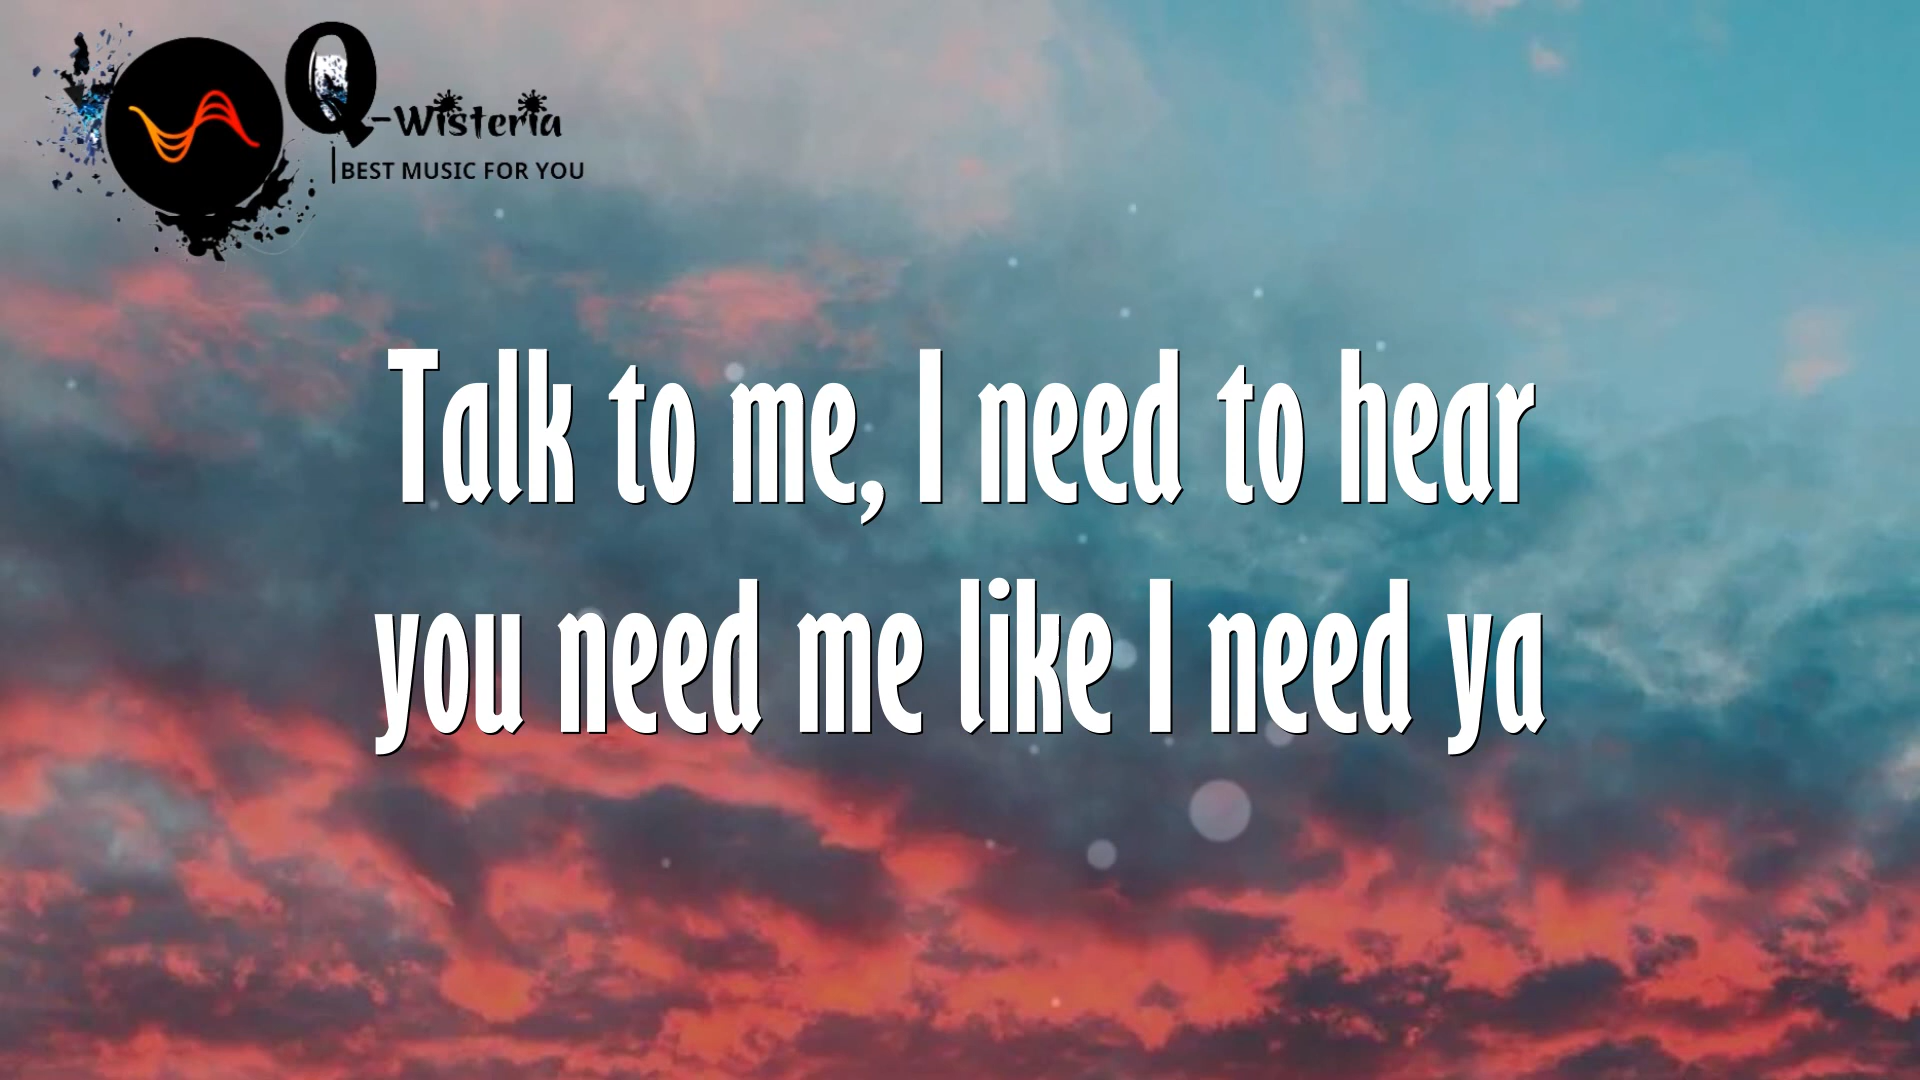 Q-Wisteria
BEST MUSIC FOR YOU
Talk to me, I need to hear
you need me like I need ya